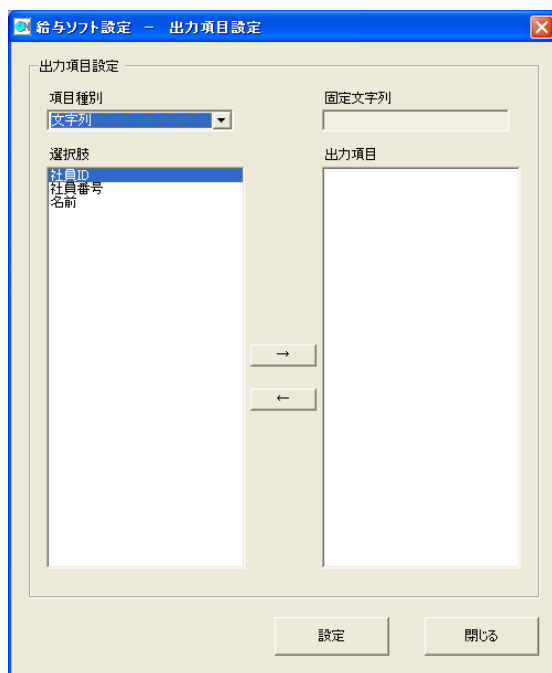 給与ソフト設定 － 出力項目設定
出力項目設定
項目種別
文字列
固定文字列
選択肢
社員ID
社員番号
名前
出力項目
→
←
設定
閉じる